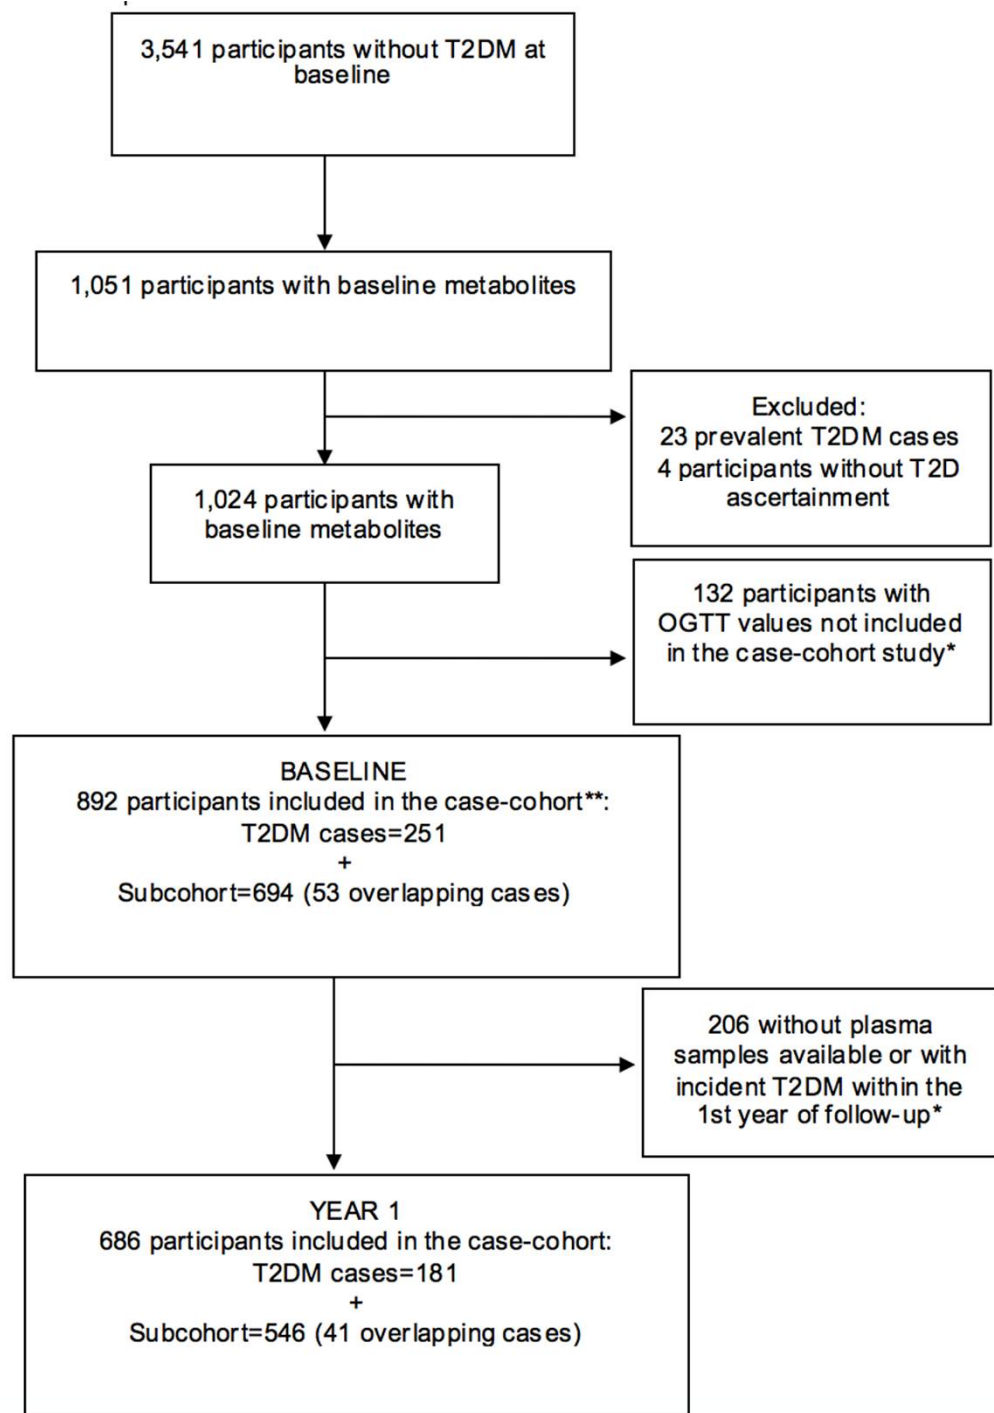 3,541 participants without T2DM at
baseline
1,051 participants with baseline metabolites
Excluded:
23 prevalent T2DM cases
4 participants without T2D
ascertainment
1,024 participants with
baseline metabolites
132 participants with
OGTT values not included
in the case-cohort study*
BASELINE
892 participants included in the case-cohort**:
T2DM cases=251
+
Subcohort=694 (53 overlapping cases)
206 without plasma
samples available or with
incident T2DM within the
1st year of follow-up*
YEAR 1
686 participants included in the case-cohort:
T2DM cases=181
+
Subcohort=546 (41 overlapping cases)